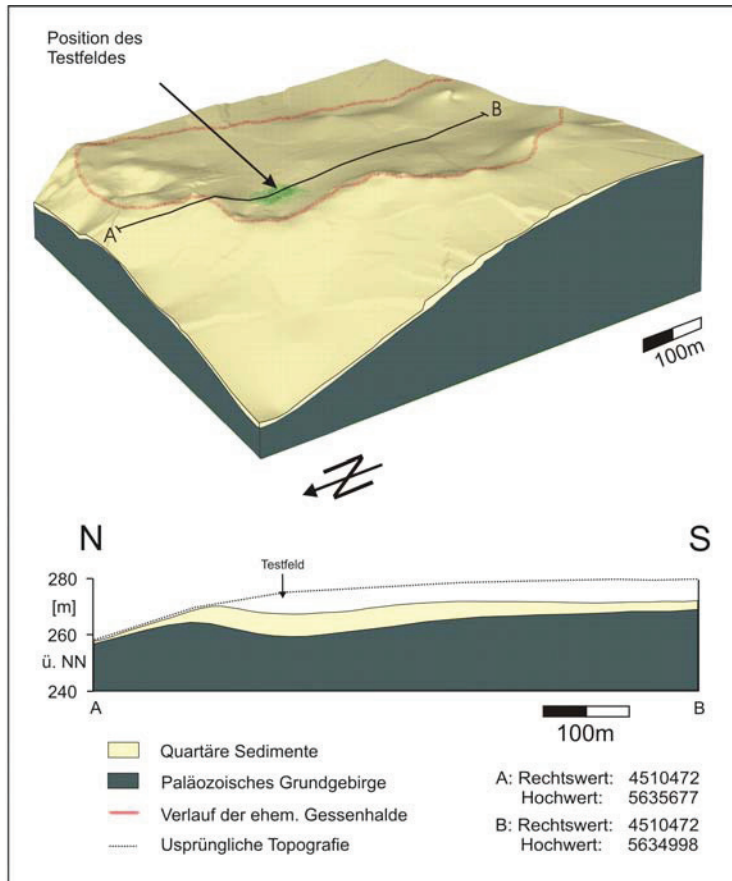 Position des
Testfeldes
B
A
100m
N
N
S
Testfeld
280
[m]
260
ü. NN
240
A
B
100m
Quartäre Sedimente
Paläozoisches Grundgebirge
Verlauf der ehem. Gessenhalde
Usprüngliche Topografie
A: Rechtswert: 4510472
Hochwert: 5635677
B: Rechtswert: 4510472
Hochwert: 5634998